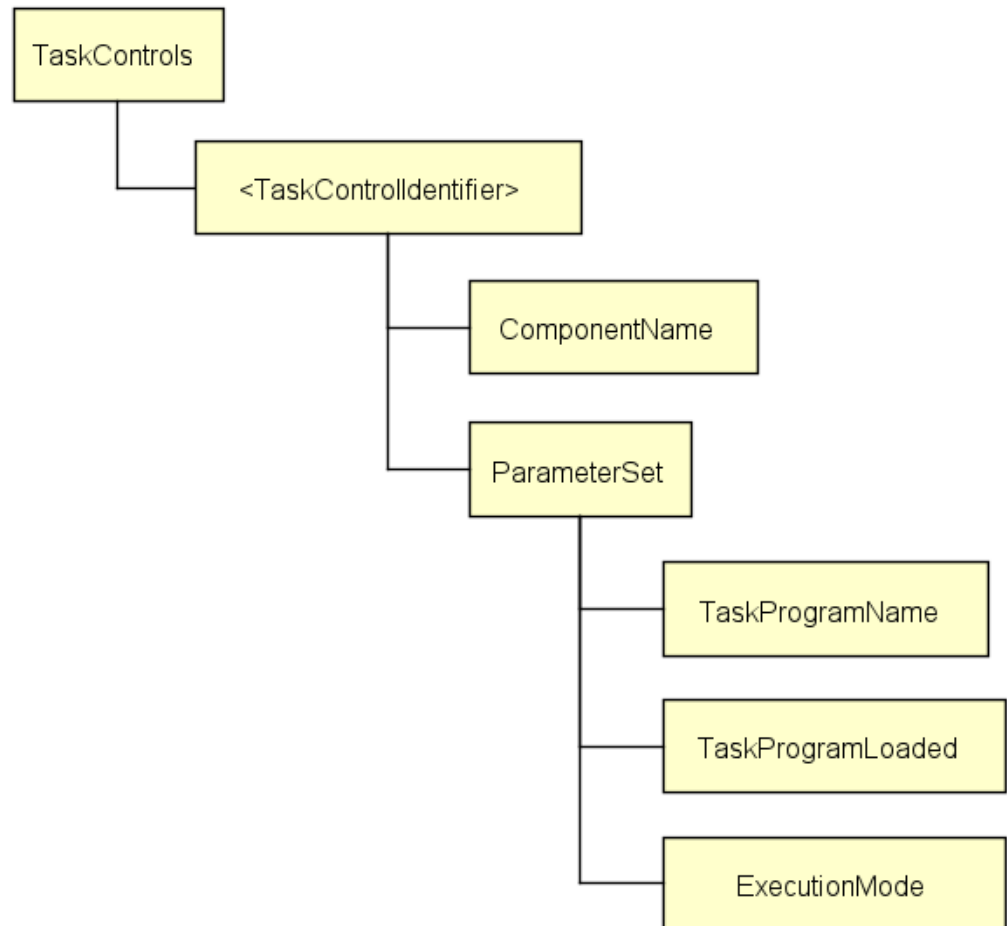 TaskControls
<TaskControlIdentifier>
ComponentName
ParameterSet
TaskProgramName
TaskProgramLoaded
ExecutionMode